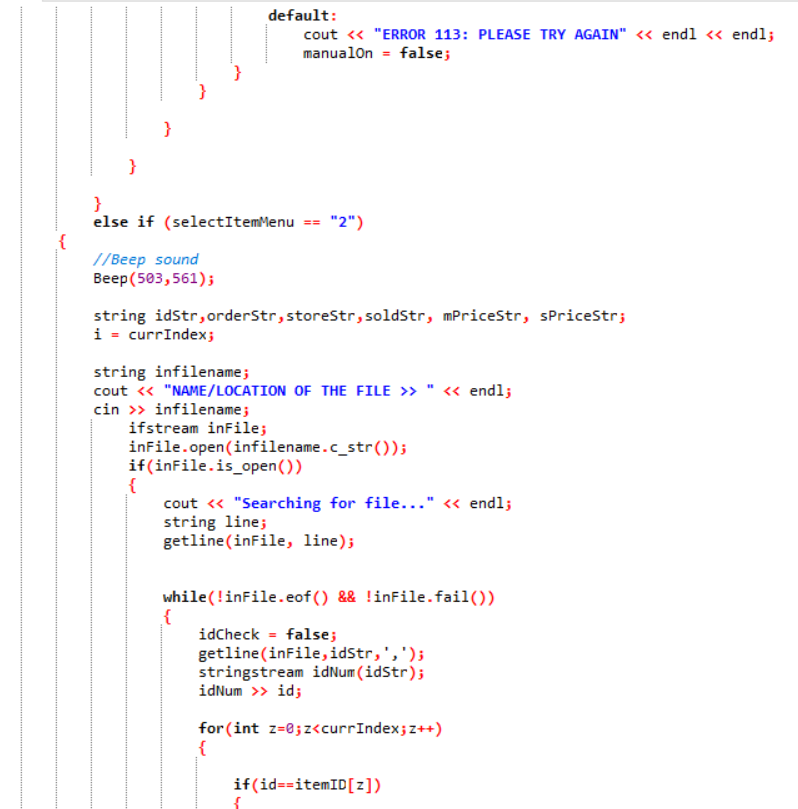 default:
cout << "ERROR 113: PLEASE TRY AGAIN" << endl << endl;
manualOn = false;
}
}
}
}
}
else if (selectItemMenu == "2")
{
//Beep sound
Beep(503,561);
string idStr,orderStr,storeStr,soldStr, mPriceStr, sPriceStr;
i = currIndex;
string infilename;
cout << "NAME/LOCATION OF THE FILE >> " << endl;
cin >> infilename;
ifstream inFile;
inFile.open(infilename.c_str());
if(inFile.is_open())
{
cout << "Searching for file..." << endl;
string line;
getline(inFile, line);
while(!inFile.eof() && !inFile.fail())
{
idCheck = false;
getline(inFile,idStr,',');
stringstream idNum(idStr);
idNum >> id;
for(int z=0;z<currIndex;z++)
{
if(id==itemID[z])
{